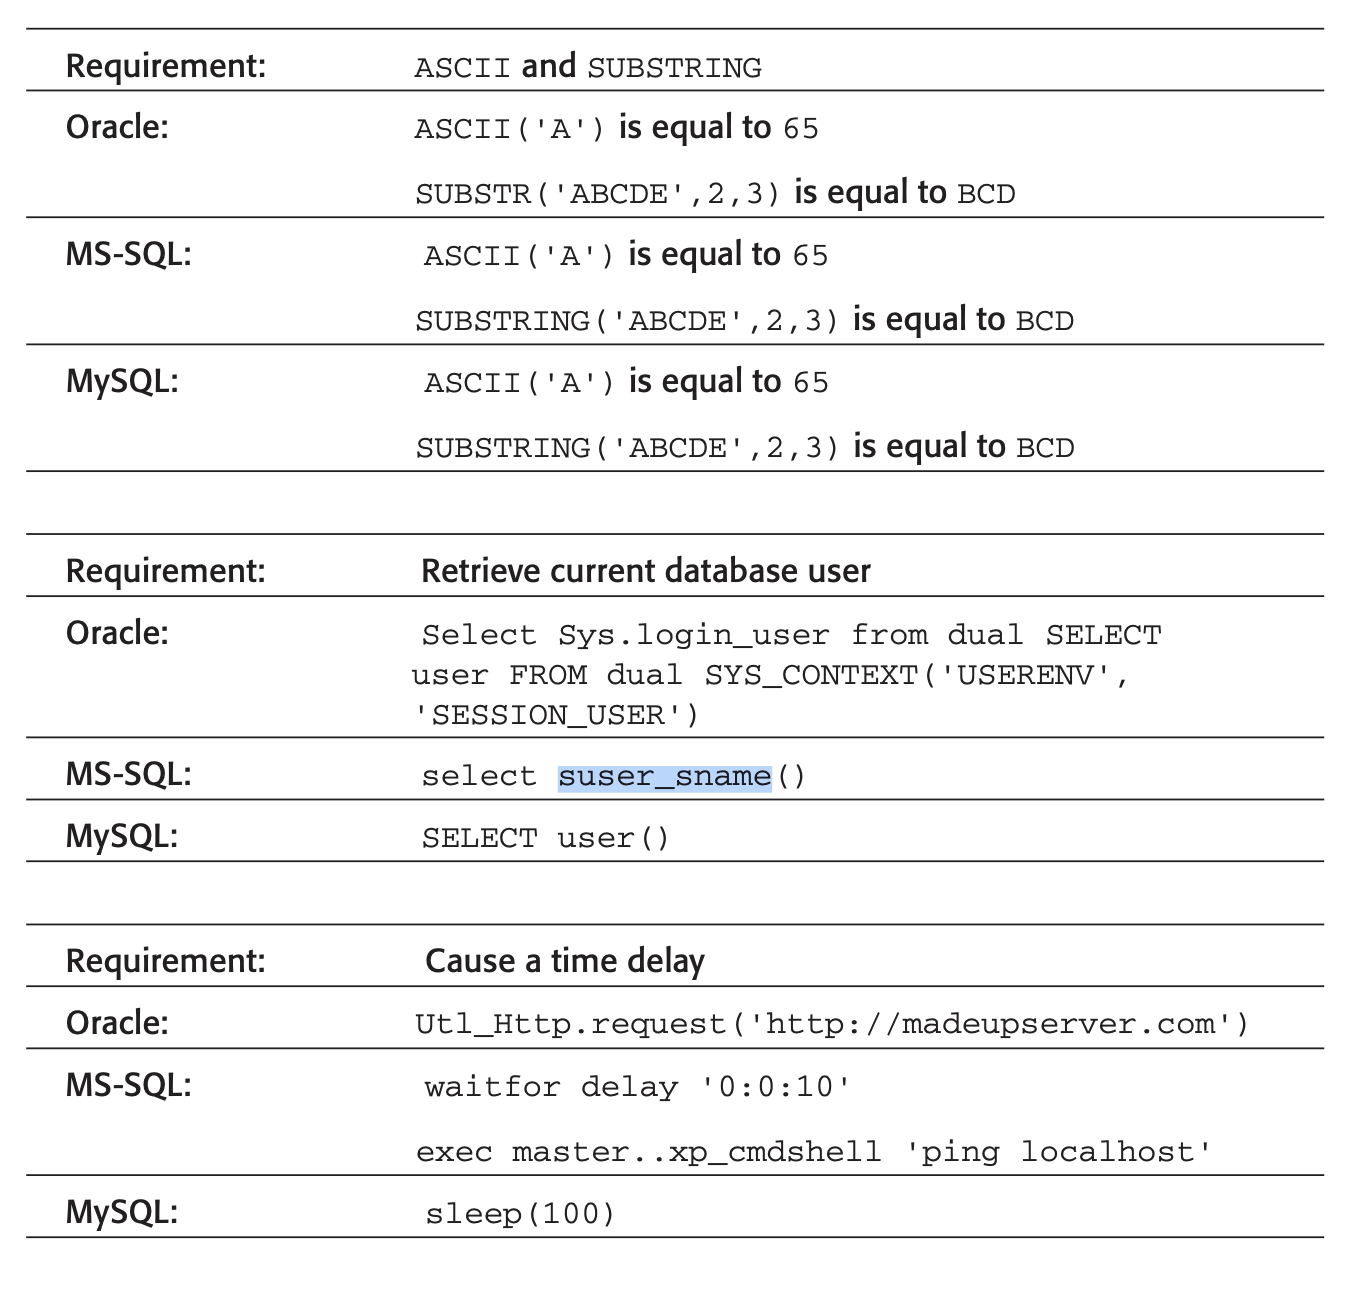 Requirement: ASCII and SUBSTRING
Oracle: ASCII('A') is equal to 65
SUBSTR('ABCDE',2,3) is equal to BCD
MS-SQL: ASCII('A') is equal to 65
SUBSTRING('ABCDE',2,3) is equal to BCD
MySQL: ASCII('A') is equal to 65
SUBSTRING('ABCDE',2,3) is equal to BCD
Requirement: Retrieve current database user
Oracle: Select Sys.login_user from dual SELECT
user FROM dual SYS_CONTEXT('USERENV',
'SESSION_USER')
MS-SQL: select suser_sname()
MySQL: SELECT user()
Requirement: Cause a time delay
Oracle: Utl_Http.request('http://madeupserver.com')
MS-SQL: waitfor delay '0:0:10'
exec master..xp_cmdshell 'ping localhost'
MySQL: sleep(100)